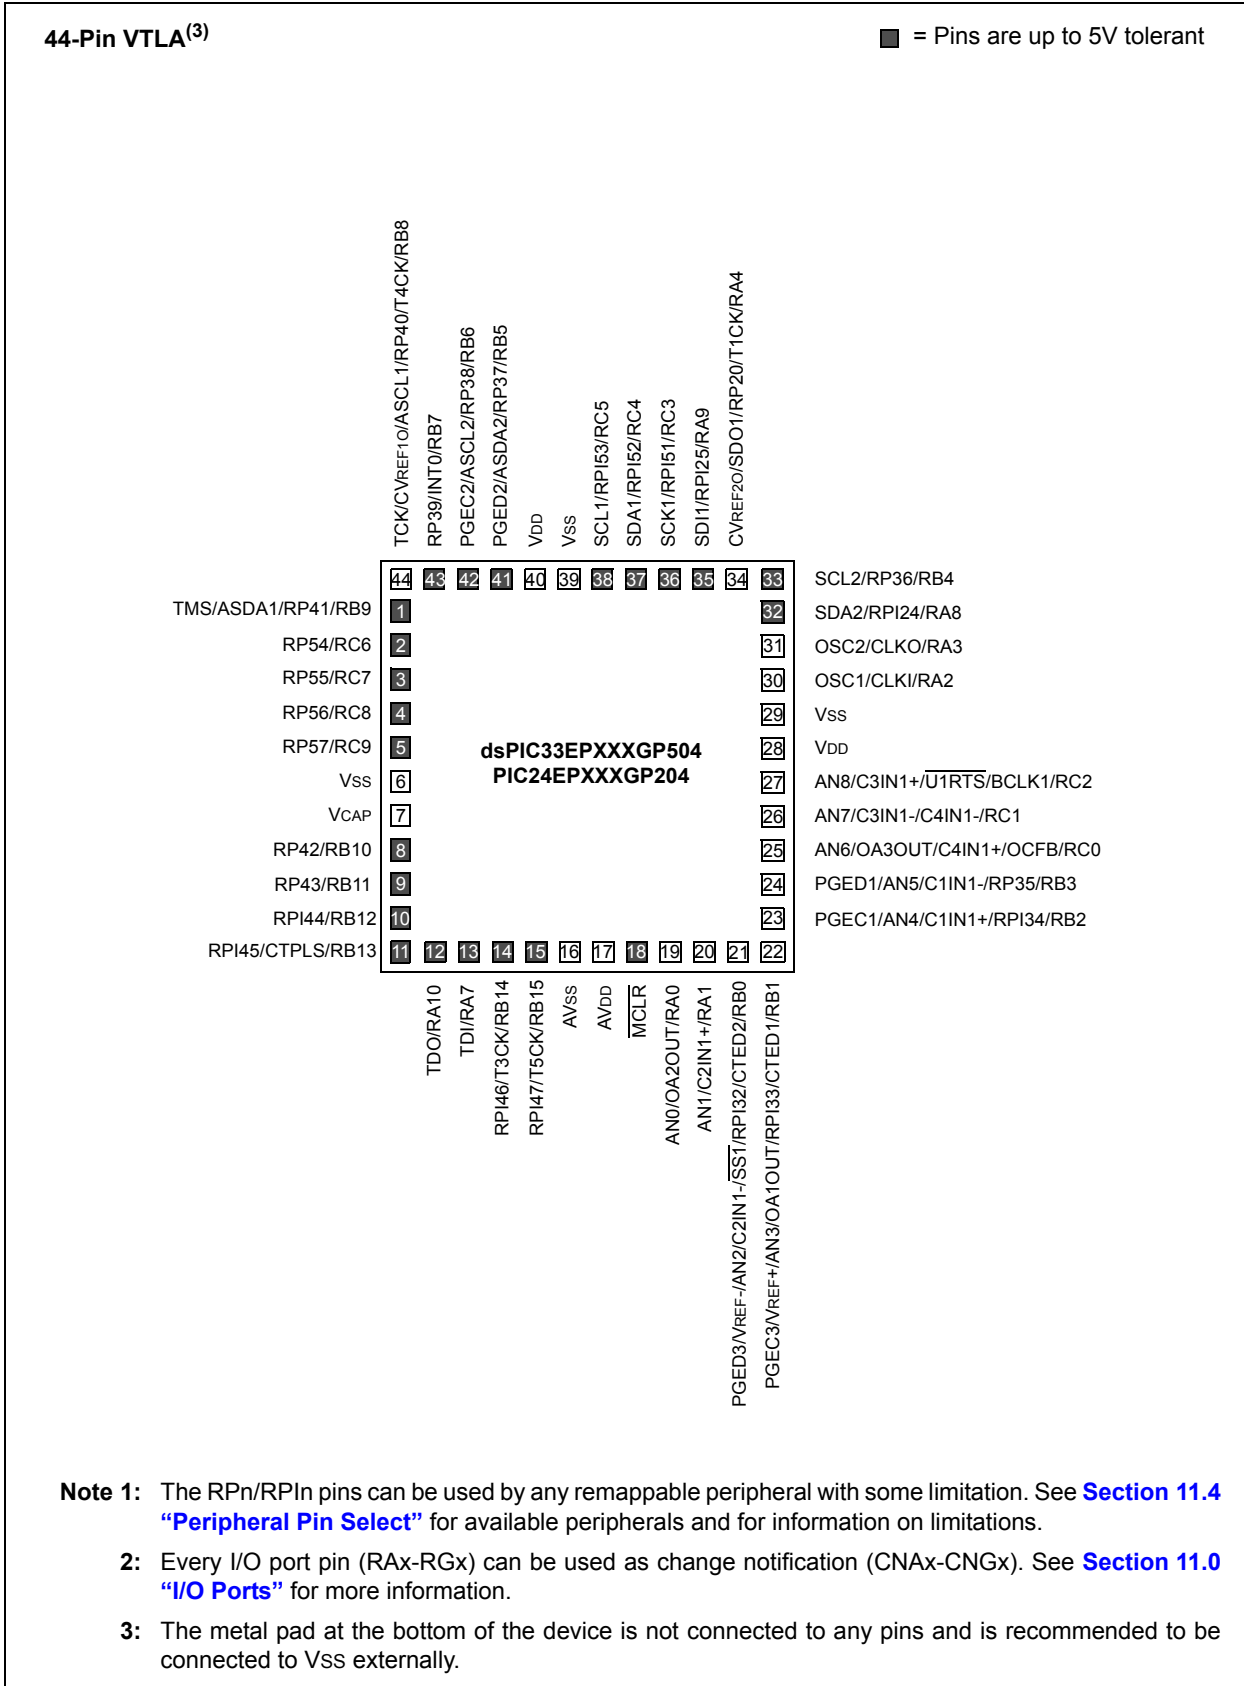 44-Pin VTLA(3)
= Pins are up to 5V tolerant
TCK/CVREF1O/ASCL1/RP40/T4CK/RB8
RP39/INT0/RB7
PGEC2/ASCL2/RP38/RB6
PGED2/ASDA2/RP37/RB5
VDD
VSS
SCL1/RPI53/RC5
SDA1/RPI52/RC4
SCK1/RPI51/RC3
SDI1/RPI25/RA9
CVREF2O/SDO1/RP20/T1CK/RA4
44 43 42 41 40 39 38 37 36 35 34 33 SCL2/RP36/RB4
TMS/ASDA1/RP41/RB9 1 32 SDA2/RPI24/RA8
RP54/RC6 2 31 OSC2/CLKO/RA3
RP55/RC7 3 30 OSC1/CLKI/RA2
RP56/RC8 4 29 VSS
RP57/RC9 5 dsPIC33EPXXXGP504 28 VDD
VSS 6 PIC24EPXXXGP204 27 AN8/C3IN1+/U1RTS/BCLK1/RC2
VCAP 7 26 AN7/C3IN1-/C4IN1-/RC1
RP42/RB10 8 25 AN6/OA3OUT/C4IN1+/OCFB/RC0
RP43/RB11 9 24 PGED1/AN5/C1IN1-/RP35/RB3
RPI44/RB12 10 23 PGEC1/AN4/C1IN1+/RPI34/RB2
RPI45/CTPLS/RB13 11 12 13 14 15 16 17 18 19 20 21 22
TDO/RA10
TDI/RA7
RPI46/T3CK/RB14
RPI47/T5CK/RB15
AVSS
AVDD
MCLR
AN0/OA2OUT/RA0
AN1/C2IN1+/RA1
PGED3/VREF-/AN2/C2IN1-/SS1/RPI32/CTED2/RB0
PGEC3/VREF+/AN3/OA1OUT/RPI33/CTED1/RB1
Note 1: The RPn/RPIn pins can be used by any remappable peripheral with some limitation. See Section 11.4
“Peripheral Pin Select” for available peripherals and for information on limitations.
2: Every I/O port pin (RAx-RGx) can be used as change notification (CNAx-CNGx). See Section 11.0
“I/O Ports” for more information.
3: The metal pad at the bottom of the device is not connected to any pins and is recommended to be
connected to VSS externally.